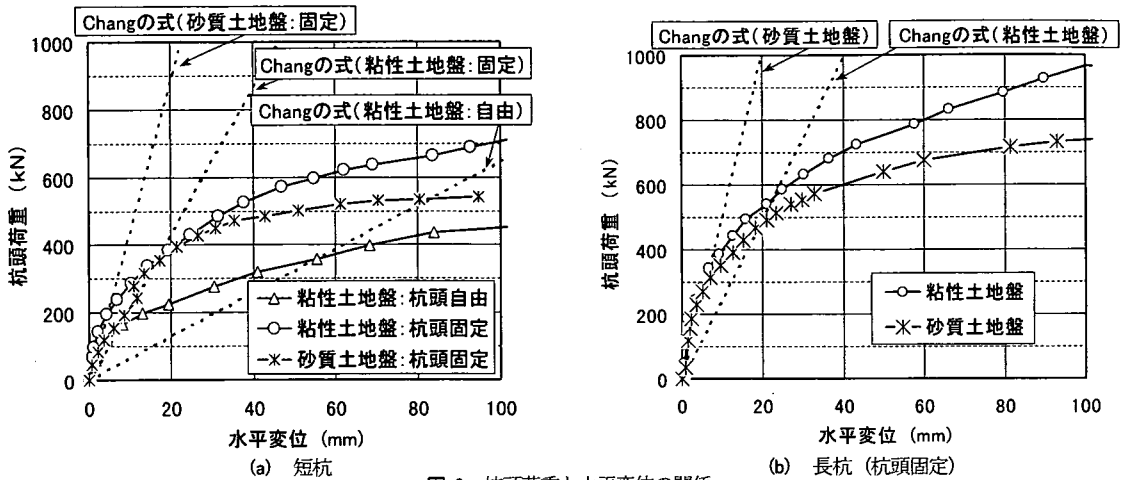 Changの式(砂質土地盤:固定)
Changの式(粘性土地盤:固定)
Changの式(粘性土地盤:自由)
1000
800
600
400
200
0
杭頭荷重 (kN)
粘性土地盤:杭頭自由
粘性土地盤:杭頭固定
砂質土地盤:杭頭固定
0 20 40 60 80 100
水平変位 (mm)
(a) 短杭
Changの式(砂質土地盤)
Changの式(粘性土地盤)
1000
800
600
400
200
0
杭頭荷重 (kN)
粘性土地盤
砂質土地盤
0 20 40 60 80 100
水平変位 (mm)
(b) 長杭 (杭頭固定)